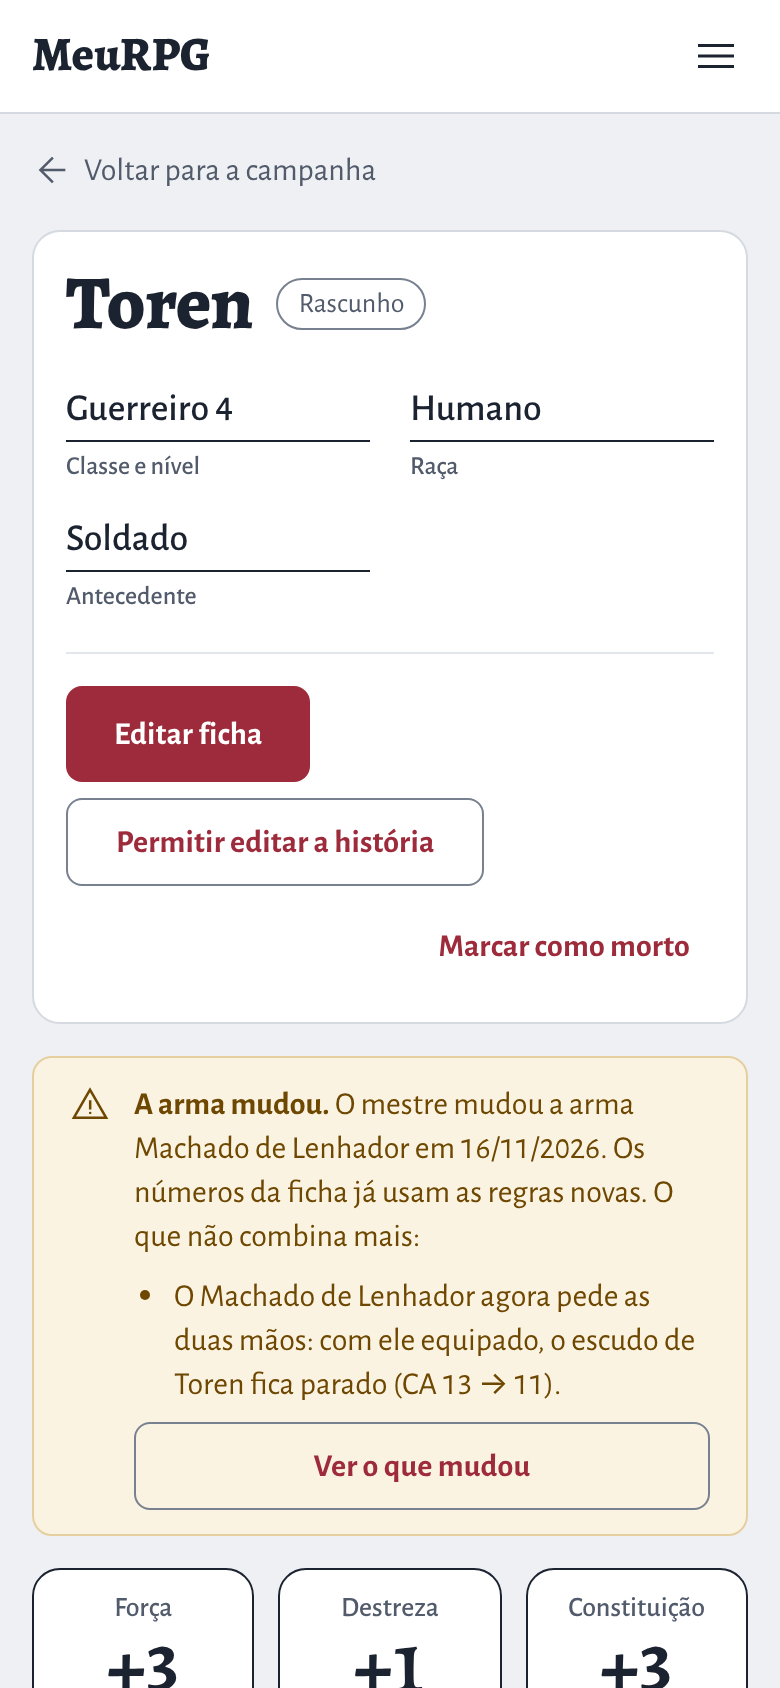 MeuRPG
Voltar para a campanha
Toren
Rascunho
Guerreiro 4
Humano
Classe e nível
Raça
Soldado
Antecedente
Editar ficha
Permitir editar a história
Marcar como morto
A arma mudou. O mestre mudou a arma
Machado de Lenhador em 16/11/2026. Os
números da ficha já usam as regras novas. O
que não combina mais:
• O Machado de Lenhador agora pede as
duas mãos: com ele equipado, o escudo de
Toren fica parado (CA 13 → 11).
Ver o que mudou
Força
Destreza
Constituição
+3
+1
+3